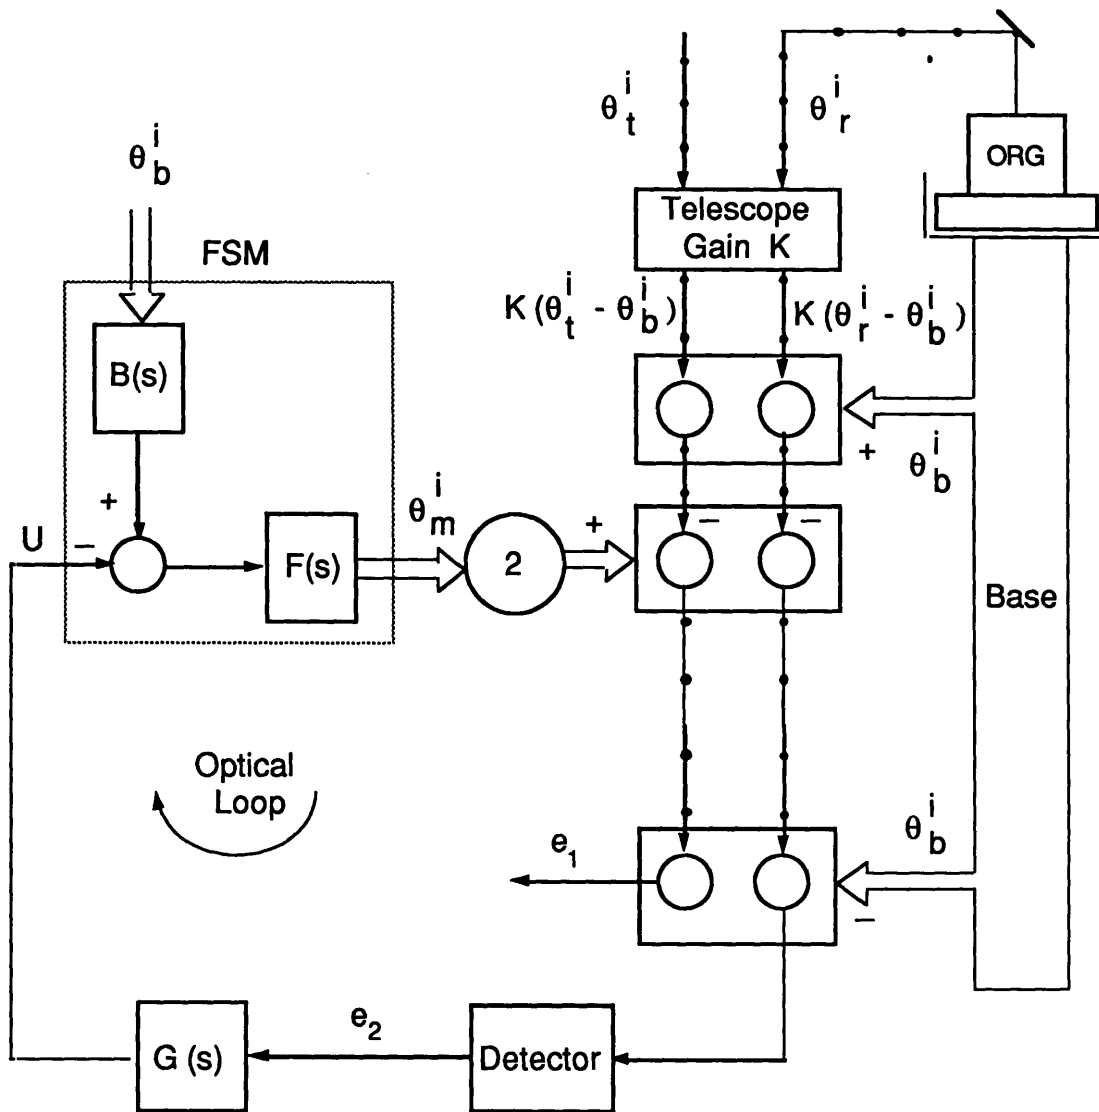 θ_t^i
θ_r^i
ORG
θ_b^i
FSM
Telescope
Gain K
K(θ_t^i - θ_b^i)
K(θ_r^i - θ_b^i)
B(s)
+
θ_b^i
+
U
−
F(s)
θ_m^i
2
+
−
−
Base
Optical
Loop
e_1
θ_b^i
−
G(s)
e_2
Detector